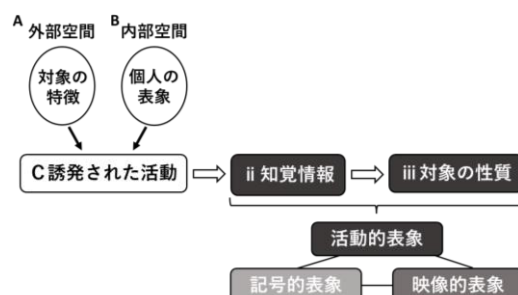 A 外部空間
B 内部空間
対象の
特徴
個人の
表象
C 誘発された活動
ii 知覚情報
iii 対象の性質
活動的表象
記号的表象
映像的表象